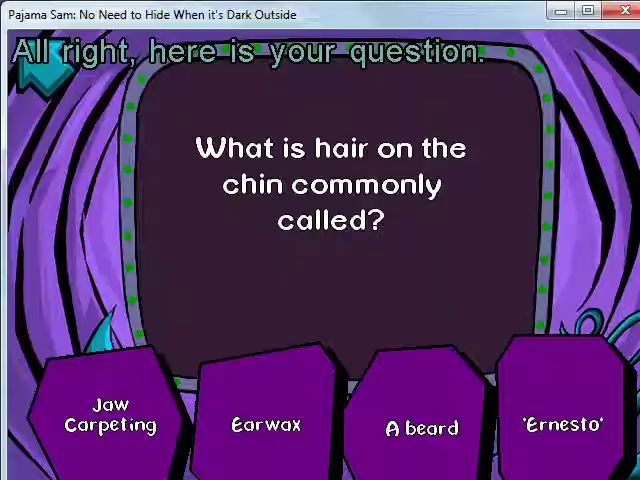 Pajama Sam: No Need to Hide When it's Dark Outside
All right, here is your question.
What is hair on the
chin commonly
called?
Jaw
Carpeting
Earwax
A beard
'Ernesto'